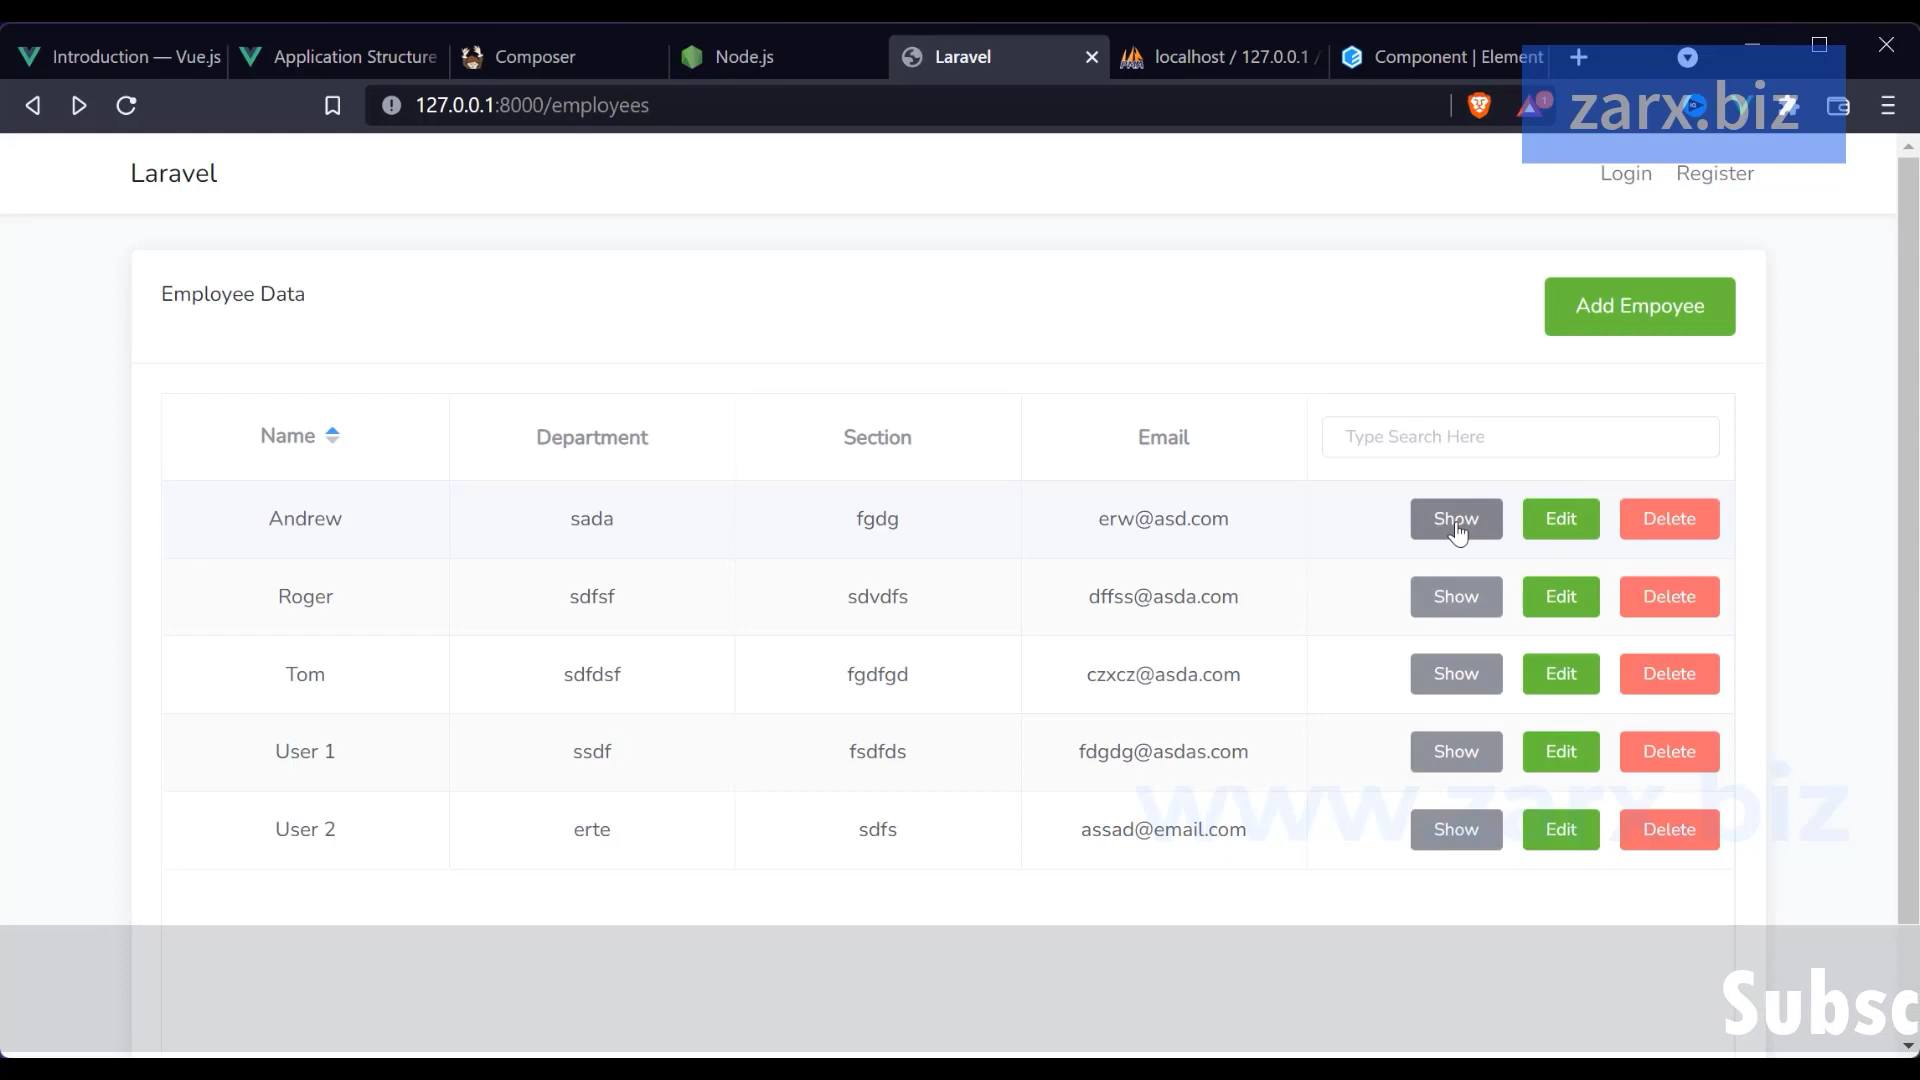 Introduction — Vue.js
Application Structure
Composer
Node.js
Laravel
localhost / 127.0.0.1 /
Component | Element
127.0.0.1:8000/employees
1
zarx.biz
Laravel
Login
Register
Employee Data
Add Empoyee
Name
Department
Section
Email
Type Search Here
Andrew
sada
fgdg
erw@asd.com
Show
Edit
Delete
Roger
sdfsf
sdvdfs
dffss@asda.com
Show
Edit
Delete
Tom
sdfdsf
fgdfgd
czxcz@asda.com
Show
Edit
Delete
User 1
ssdf
fsdfds
fdgdg@asdas.com
Show
Edit
Delete
www.zarx.biz
User 2
erte
sdfs
assad@email.com
Show
Edit
Delete
Subsc